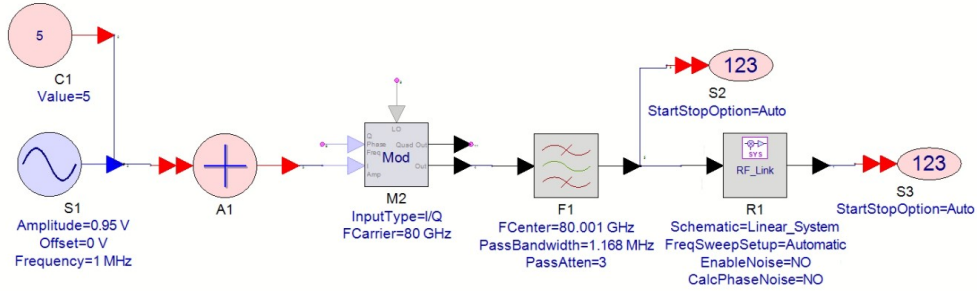 5
C1
Value=5
S1
Amplitude=0.95 V
Offset=0 V
Frequency=1 MHz
A1
LO
Q
Phase
Freq
I
Amp
Quad Out
Out
Mod
M2
InputType=I/Q
FCarrier=80 GHz
F1
FCenter=80.001 GHz
PassBandwidth=1.168 MHz
PassAtten=3
123
S2
StartStopOption=Auto
SYS
RF_Link
R1
Schematic=Linear_System
FreqSweepSetup=Automatic
EnableNoise=NO
CalcPhaseNoise=NO
123
S3
StartStopOption=Auto